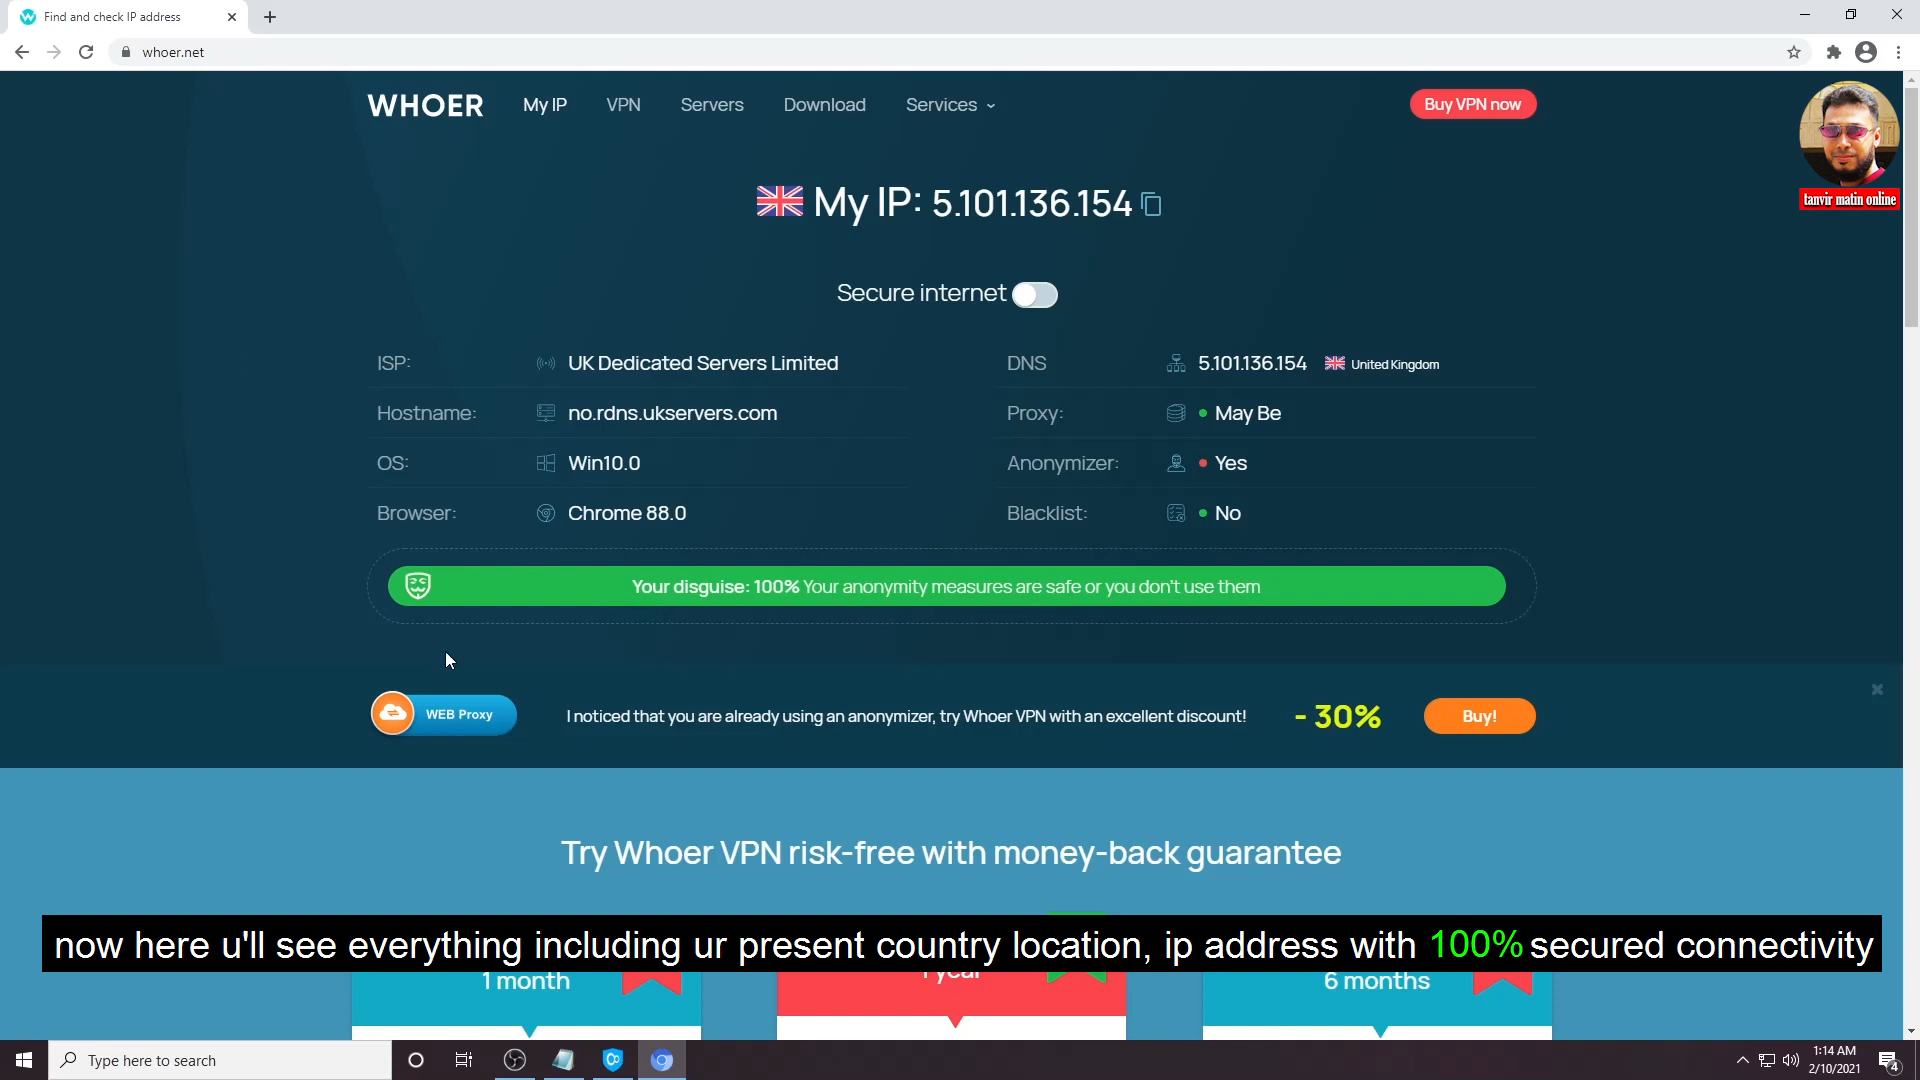 Find and check IP address
whoer.net
WHOER My IP VPN Servers Download Services Buy VPN now
tanvir matin online
My IP: 5.101.136.154
Secure internet
ISP: UK Dedicated Servers Limited
DNS 5.101.136.154 United Kingdom
Hostname: no.rdns.ukservers.com
Proxy: May Be
OS: Win10.0
Anonymizer: Yes
Browser: Chrome 88.0
Blacklist: No
Your disguise: 100% Your anonymity measures are safe or you don't use them
WEB Proxy I noticed that you are already using an anonymizer, try Whoer VPN with an excellent discount! - 30% Buy!
Try Whoer VPN risk-free with money-back guarantee
now here u'll see everything including ur present country location, ip address with 100% secured connectivity
1 month 1 year 6 months
Type here to search
1:14 AM
2/10/2021
4